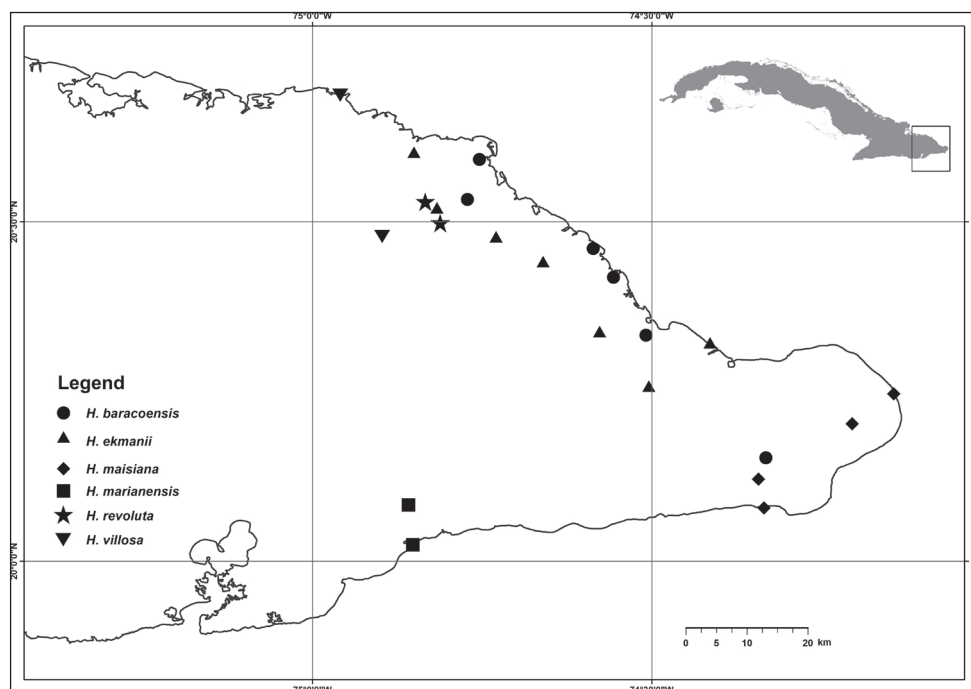 75°0'0"W
74°30'0"W
20°30'0"N
Legend
H. baracoensis
H. ekmanii
H. maisiana
H. marianensis
H. revoluta
H. villosa
20°0'0"N
0 5 10 20 km